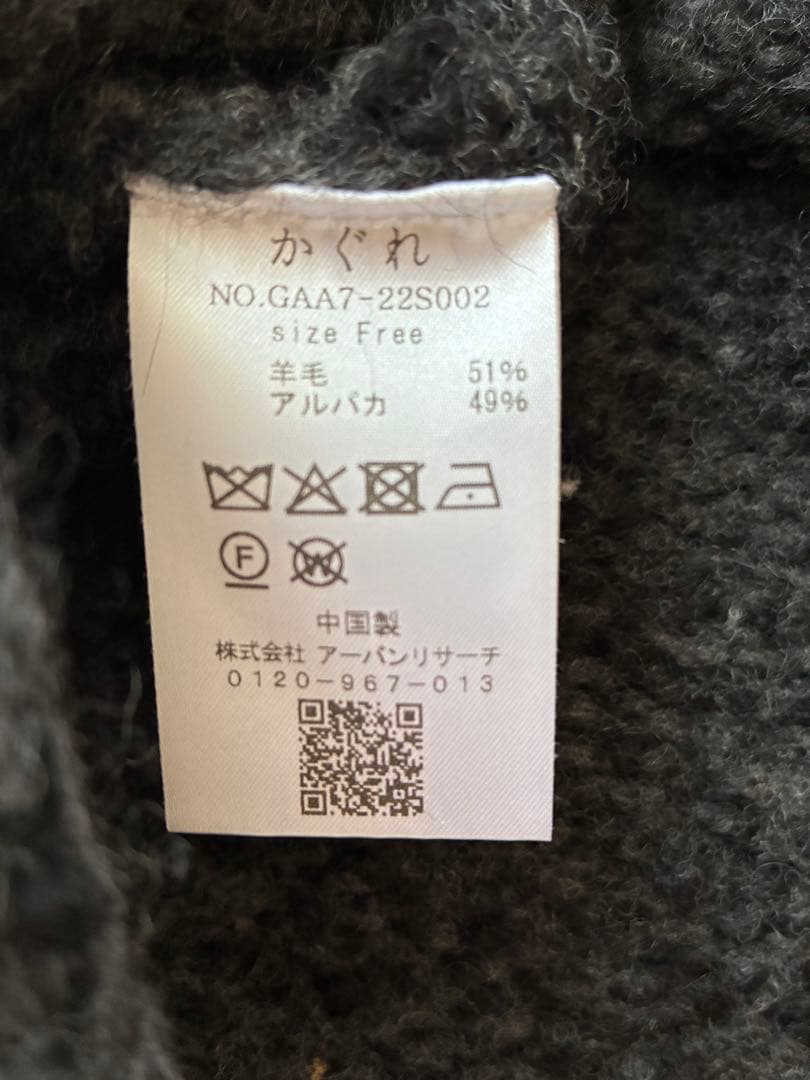 かぐれ
NO.GAA7-22S002
size Free
羊毛 51%
アルパカ 49%
F W
中国製
株式会社 アーバンリサーチ
0120-967-013